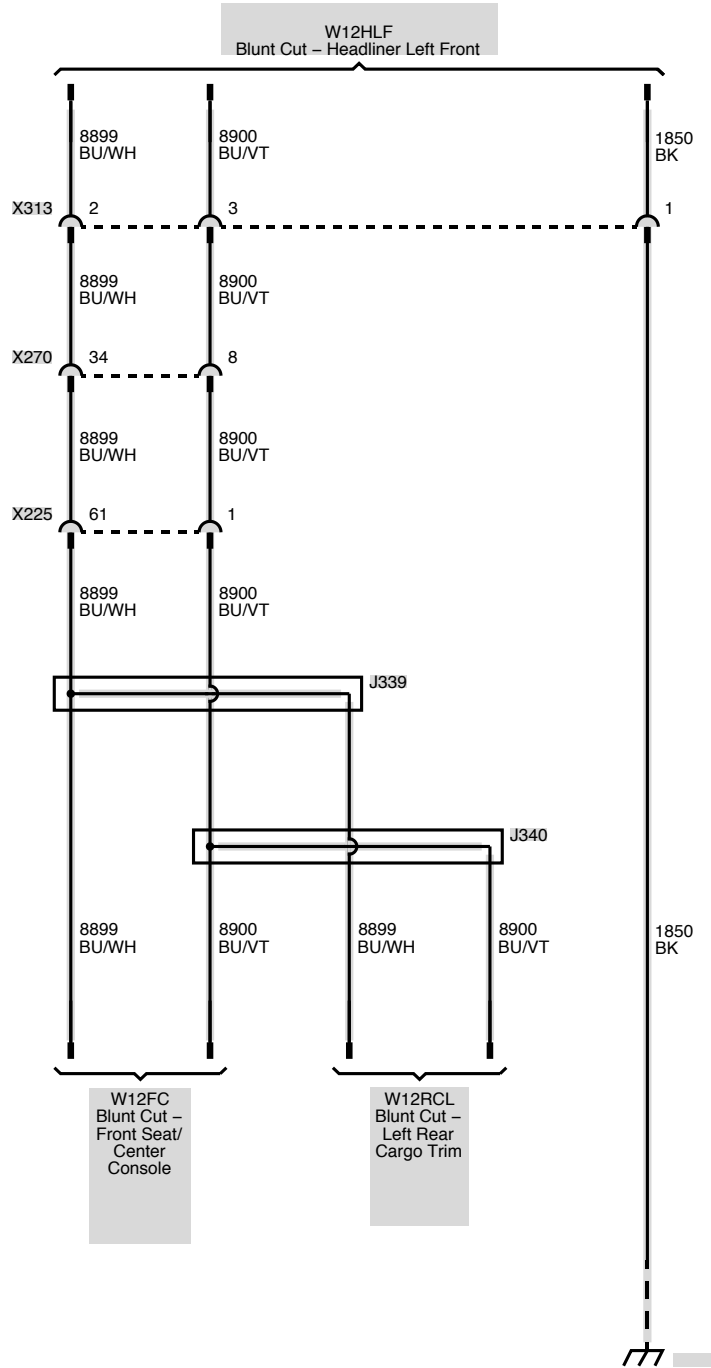 W12HLF
Blunt Cut – Headliner Left Front
8899
BU/WH
8900
BU/VT
1850
BK
X313
2
3
1
8899
BU/WH
8900
BU/VT
X270
34
8
8899
BU/WH
8900
BU/VT
X225
61
1
8899
BU/WH
8900
BU/VT
J339
J340
8899
BU/WH
8900
BU/VT
8899
BU/WH
8900
BU/VT
1850
BK
W12FC
Blunt Cut –
Front Seat/
Center
Console
W12RCL
Blunt Cut –
Left Rear
Cargo Trim